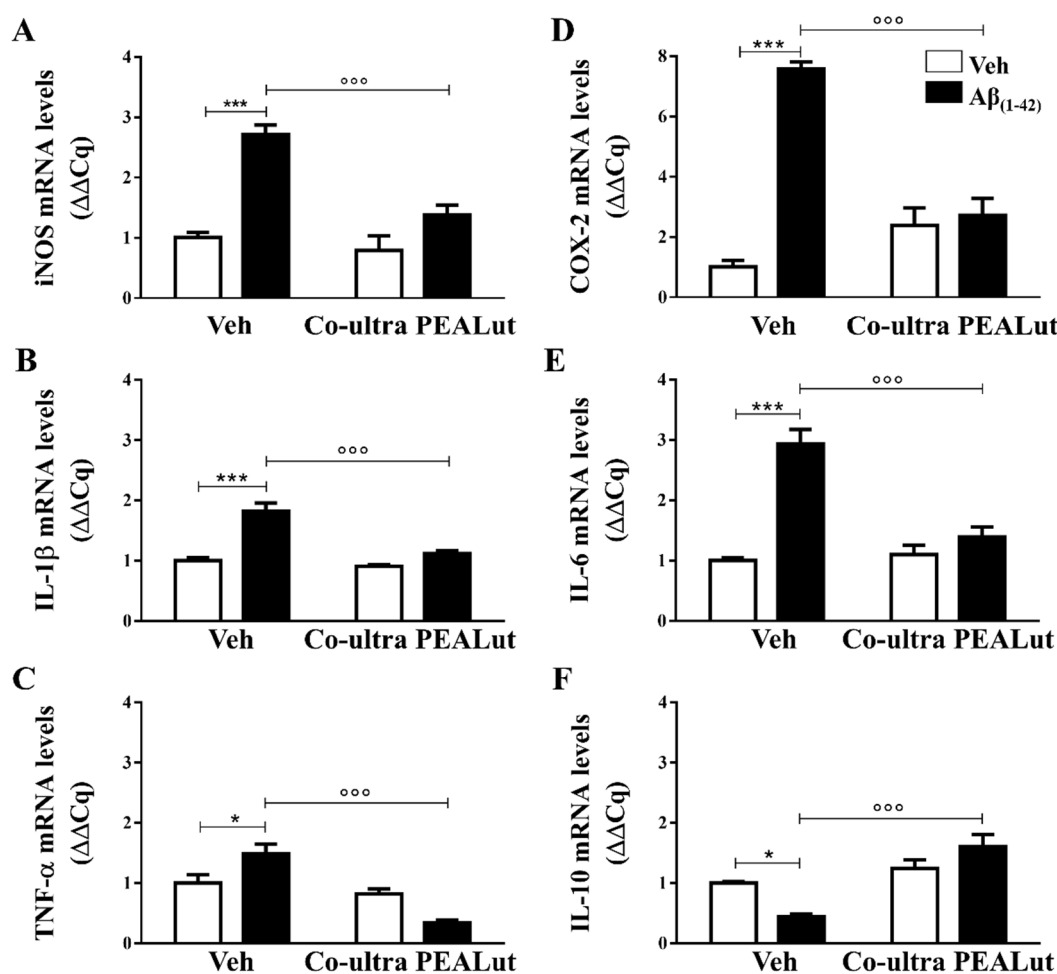 A
iNOS mRNA levels
(ΔΔCq)
4
3
2
1
0
***
°°°
Veh
Co-ultra PEALut
D
COX-2 mRNA levels
(ΔΔCq)
8
6
4
2
0
***
°°°
Veh
Aβ(1-42)
Veh
Co-ultra PEALut
B
IL-1β mRNA levels
(ΔΔCq)
4
3
2
1
0
***
°°°
Veh
Co-ultra PEALut
E
IL-6 mRNA levels
(ΔΔCq)
4
3
2
1
0
***
°°°
Veh
Co-ultra PEALut
C
TNF-α mRNA levels
(ΔΔCq)
4
3
2
1
0
*
°°°
Veh
Co-ultra PEALut
F
IL-10 mRNA levels
(ΔΔCq)
4
3
2
1
0
*
°°°
Veh
Co-ultra PEALut